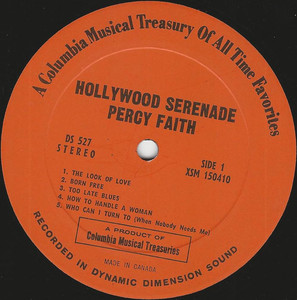 A Columbia Musical Treasury Of All Time Favorites
HOLLYWOOD SERENADE
PERCY FAITH
DS 527
STEREO
SIDE 1
XSM 150410
1. THE LOOK OF LOVE
2. BORN FREE
3. TOO LATE BLUES
4. HOW TO HANDLE A WOMAN
5. WHO CAN I TURN TO (When Nobody Needs Me)
A PRODUCT OF
Columbia Musical Treasuries
MADE IN CANADA
RECORDED IN DYNAMIC DIMENSION SOUND